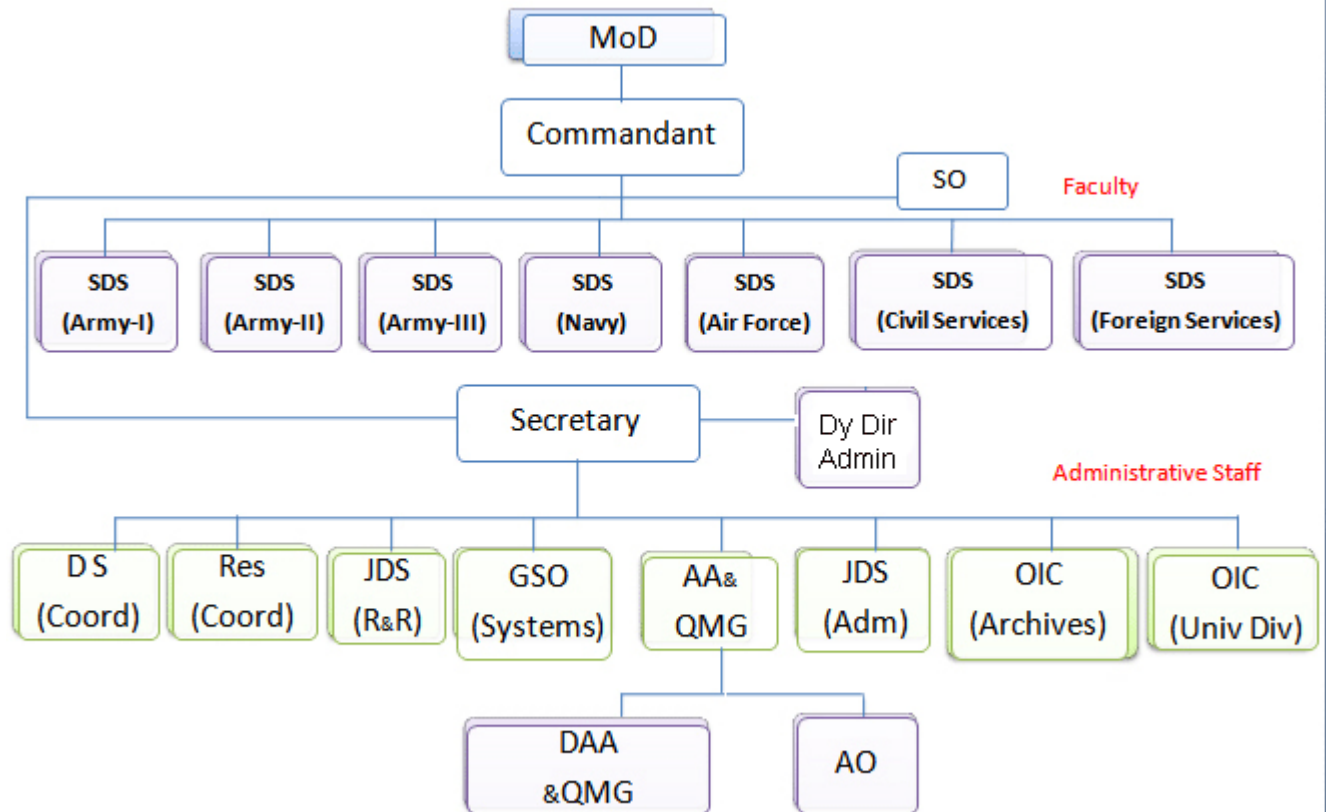 MoD
Commandant
SO
Faculty
SDS
(Army-I)
SDS
(Army-II)
SDS
(Army-III)
SDS
(Navy)
SDS
(Air Force)
SDS
(Civil Services)
SDS
(Foreign Services)
Secretary
Dy Dir
Admin
Administrative Staff
D S
(Coord)
Res
(Coord)
JDS
(R&R)
GSO
(Systems)
AA&
QMG
JDS
(Adm)
OIC
(Archives)
OIC
(Univ Div)
DAA
&QMG
AO